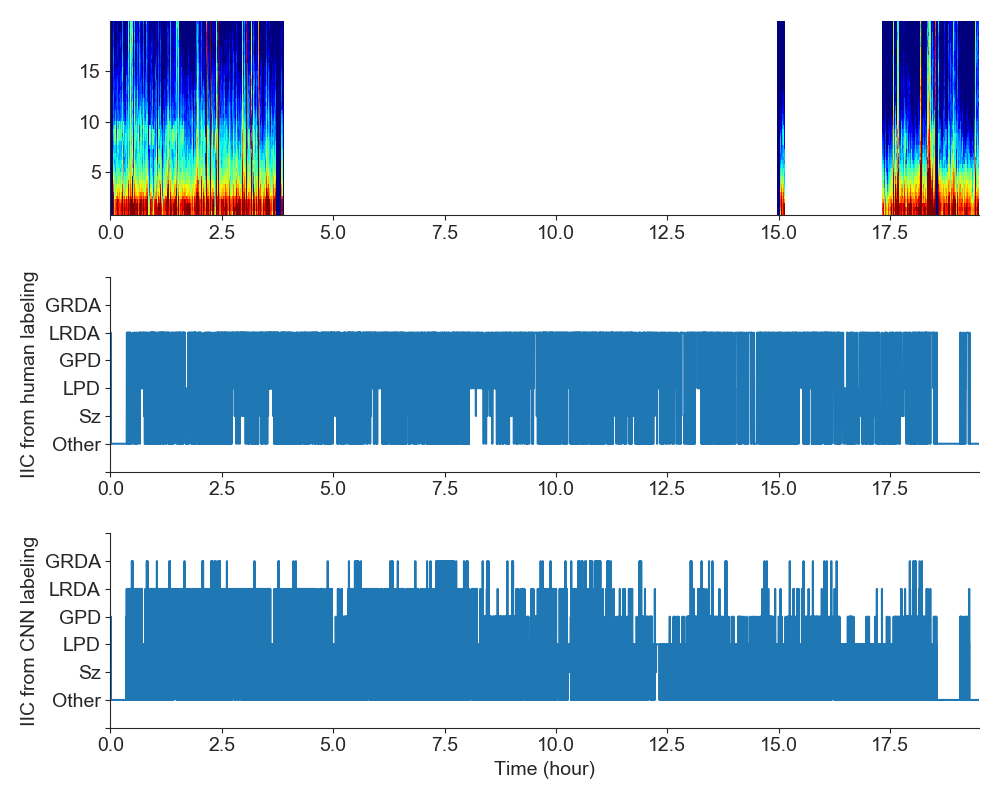 15
10
5
0.0 2.5 5.0 7.5 10.0 12.5 15.0 17.5
IIC from human labeling
GRDA
LRDA
GPD
LPD
Sz
Other
0.0 2.5 5.0 7.5 10.0 12.5 15.0 17.5
IIC from CNN labeling
GRDA
LRDA
GPD
LPD
Sz
Other
0.0 2.5 5.0 7.5 10.0 12.5 15.0 17.5
Time (hour)